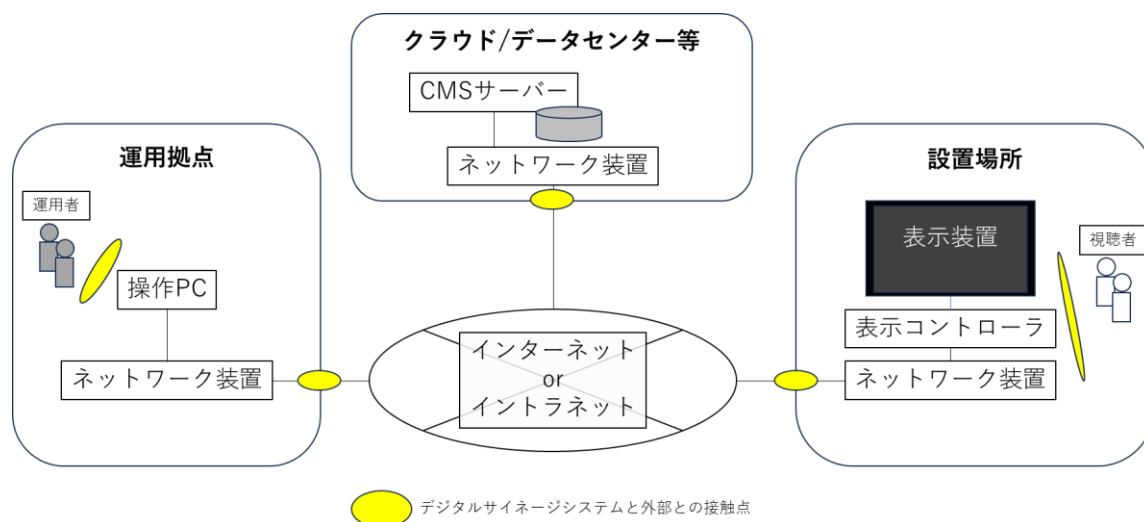 クラウド/データセンター等
CMSサーバー
ネットワーク装置
運用拠点
運用者
操作PC
ネットワーク装置
設置場所
表示装置
視聴者
表示コントローラ
ネットワーク装置
インターネット
or
イントラネット
デジタルサイネージシステムと外部との接触点